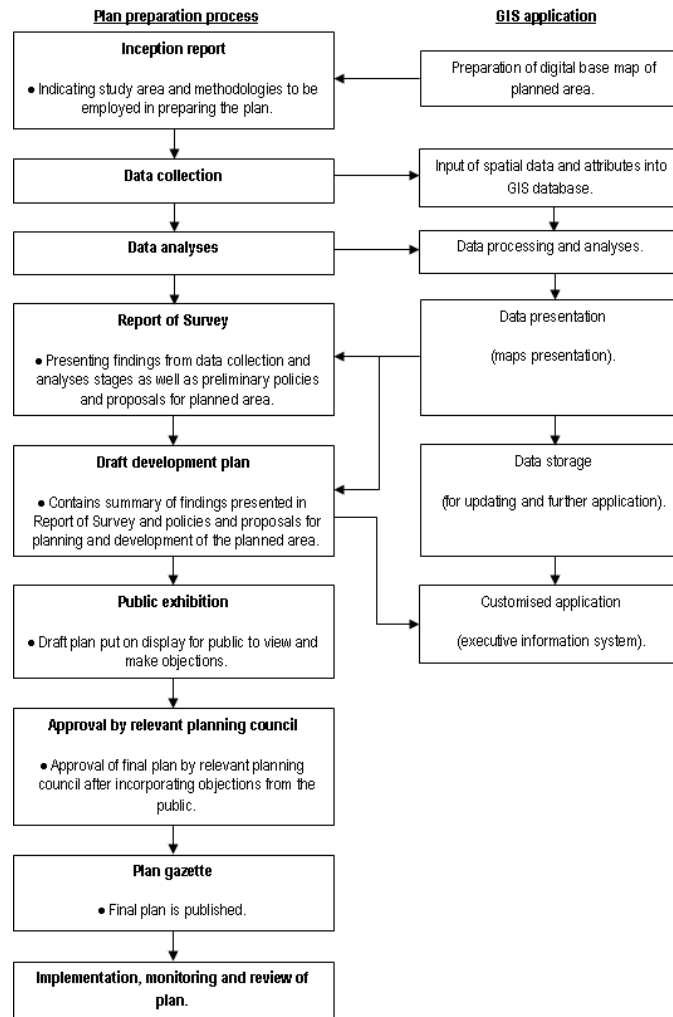 Plan preparation process
Inception report
● Indicating study area and methodologies to be
employed in preparing the plan.
Data collection
Data analyses
Report of Survey
● Presenting findings from data collection and
analyses stages as well as preliminary policies
and proposals for planned area.
Draft development plan
● Contains summary of findings presented in
Report of Survey and policies and proposals for
planning and development of the planned area.
Public exhibition
● Draft plan put on display for public to view and
make objections.
Approval by relevant planning council
● Approval of final plan by relevant planning
council after incorporating objections from the
public.
Plan gazette
● Final plan is published.
Implementation, monitoring and review of
plan.
GIS application
Preparation of digital base map of
planned area.
Input of spatial data and attributes into
GIS database.
Data processing and analyses.
Data presentation
(maps presentation).
Data storage
(for updating and further application).
Customised application
(executive information system).